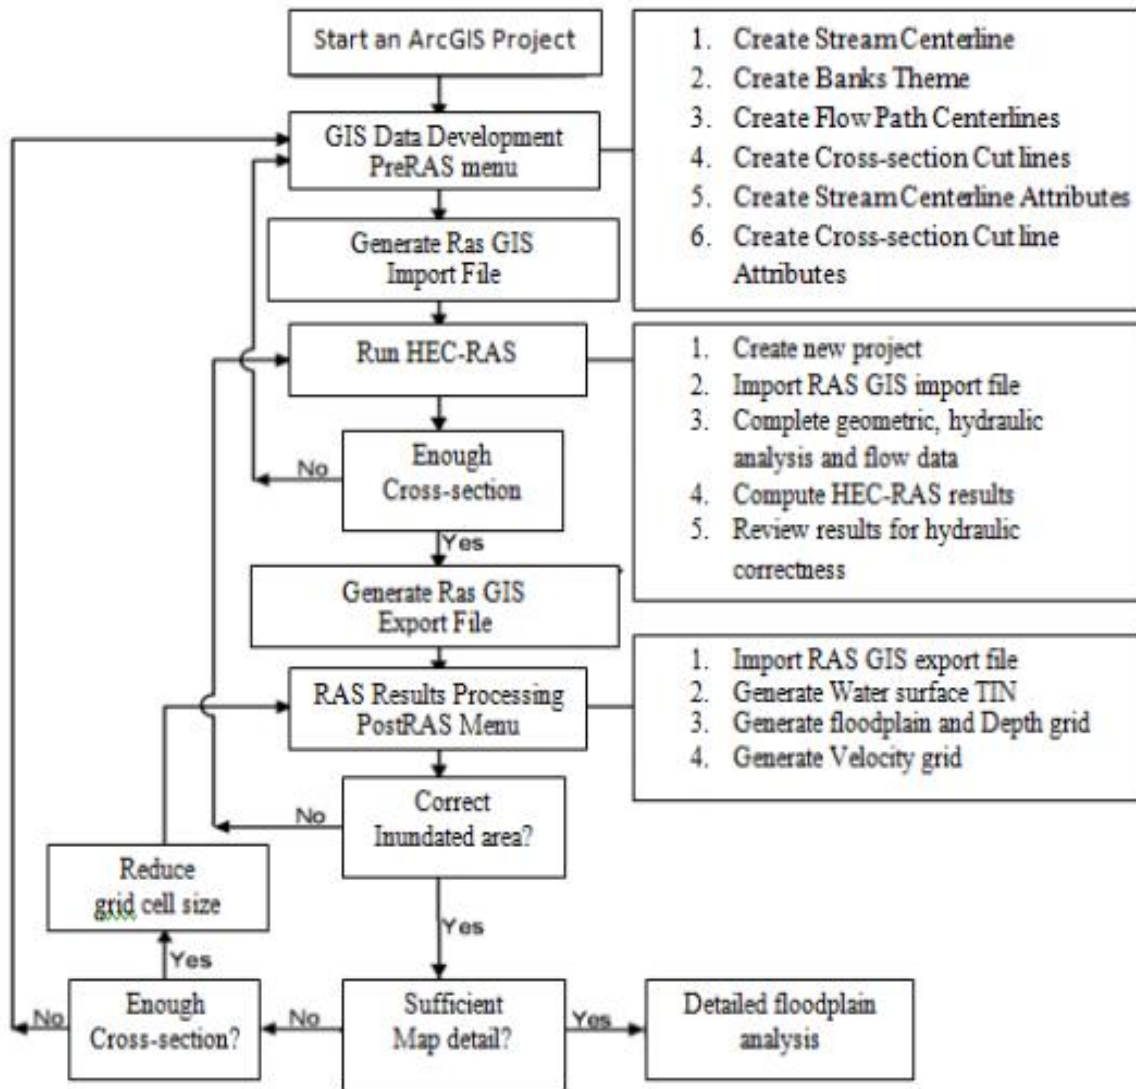 Start an ArcGIS Project
GIS Data Development
PreRAS menu
1. Create Stream Centerline
2. Create Banks Theme
3. Create Flow Path Centerlines
4. Create Cross-section Cut lines
5. Create Stream Centerline Attributes
6. Create Cross-section Cut line
Attributes
Generate Ras GIS
Import File
Run HEC-RAS
1. Create new project
2. Import RAS GIS import file
3. Complete geometric, hydraulic
analysis and flow data
4. Compute HEC-RAS results
5. Review results for hydraulic
correctness
Enough
Cross-section
No
Yes
Generate Ras GIS
Export File
RAS Results Processing
PostRAS Menu
1. Import RAS GIS export file
2. Generate Water surface TIN
3. Generate floodplain and Depth grid
4. Generate Velocity grid
Correct
Inundated area?
No
Yes
Reduce
grid cell size
Yes
Enough
Cross-section?
No
No
Sufficient
Map detail?
Yes
Detailed floodplain
analysis